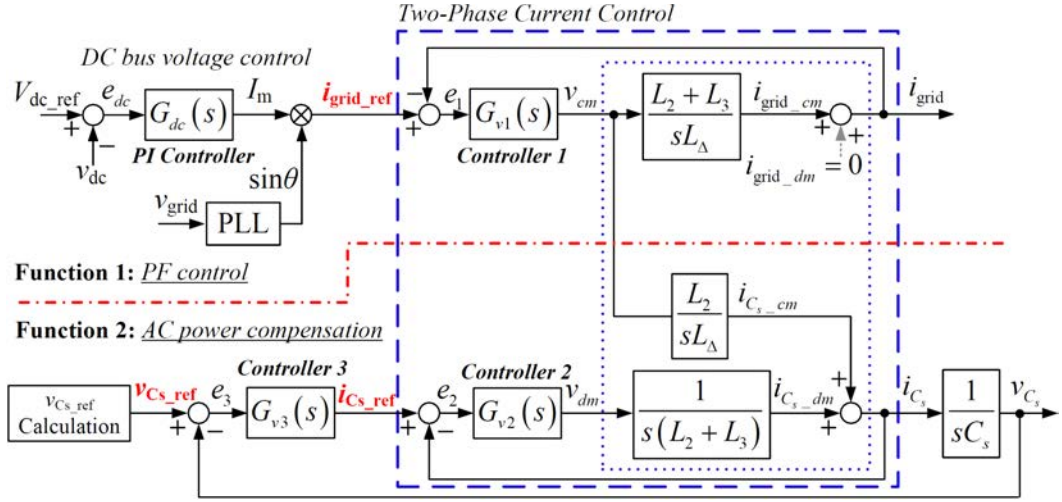 Two-Phase Current Control
DC bus voltage control
V_dc_ref
+
−
e_dc
G_dc(s)
I_m
i_grid_ref
PI Controller
v_dc
sinθ
v_grid
PLL
−
+
e_1
G_v1(s)
Controller 1
v_cm
L_2 + L_3
sL_Δ
i_grid_cm
+
+
i_grid_dm = 0
i_grid
Function 1: PF control
Function 2: AC power compensation
L_2
sL_Δ
i_Cs_cm
v_Cs_ref
Calculation
v_Cs_ref
+
−
e_3
Controller 3
G_v3(s)
i_Cs_ref
+
−
e_2
Controller 2
G_v2(s)
v_dm
1
s(L_2 + L_3)
i_Cs_dm
+
+
i_Cs
1
sC_s
v_Cs